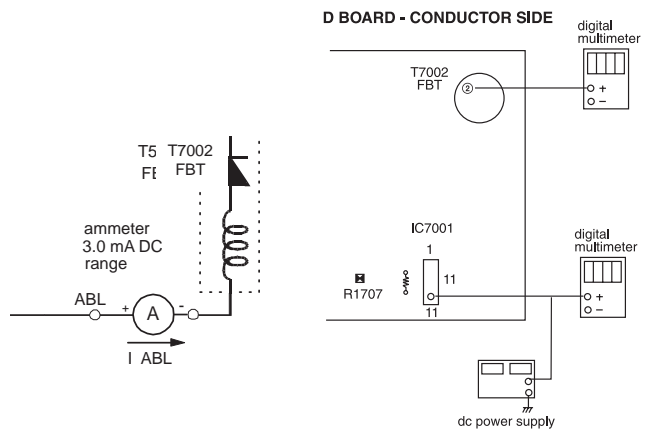 D BOARD - CONDUCTOR SIDE
digital
multimeter
T7002
FBT
2
+
–
T5 T7002
FBT
ammeter
3.0 mA DC
range
ABL
+
A
-
I ABL
IC7001
1
11
11
R1707
digital
multimeter
+
–
dc power supply